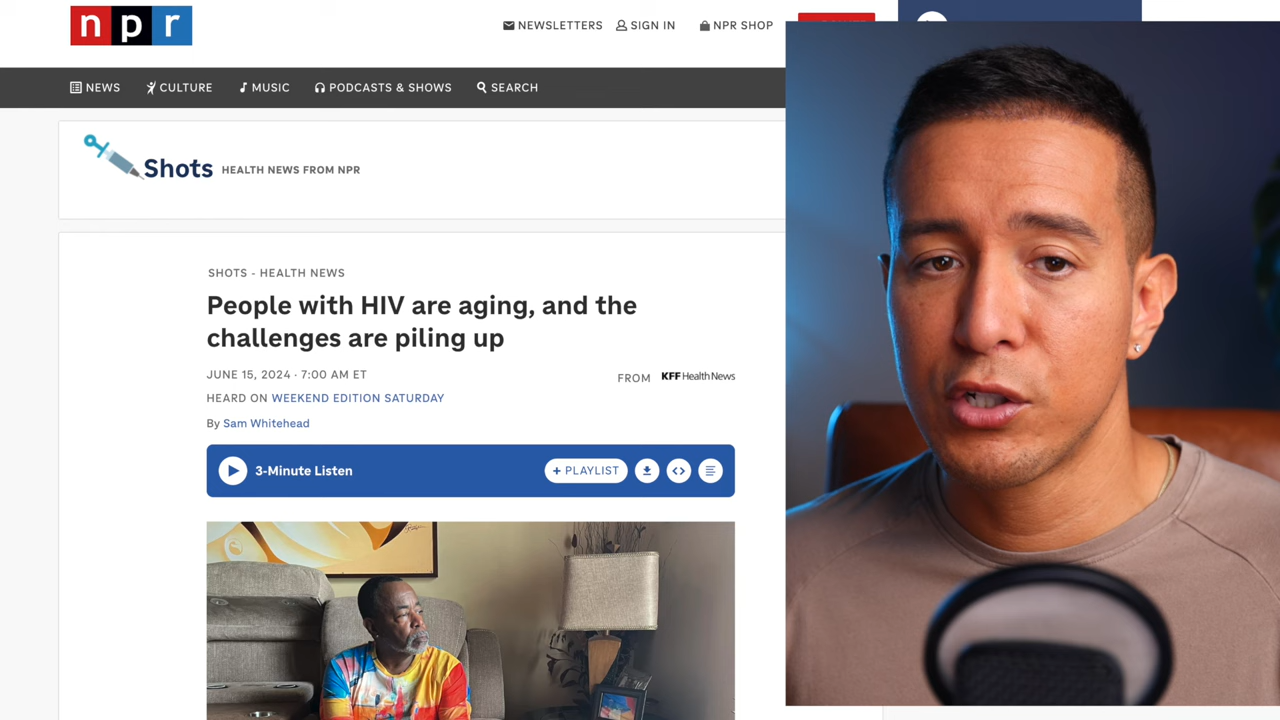 npr
NEWSLETTERS SIGN IN NPR SHOP
NEWS CULTURE MUSIC PODCASTS & SHOWS SEARCH
Shots HEALTH NEWS FROM NPR
SHOTS - HEALTH NEWS
People with HIV are aging, and the
challenges are piling up
JUNE 15, 2024 · 7:00 AM ET
FROM KFF Health News
HEARD ON WEEKEND EDITION SATURDAY
By Sam Whitehead
3-Minute Listen
+ PLAYLIST